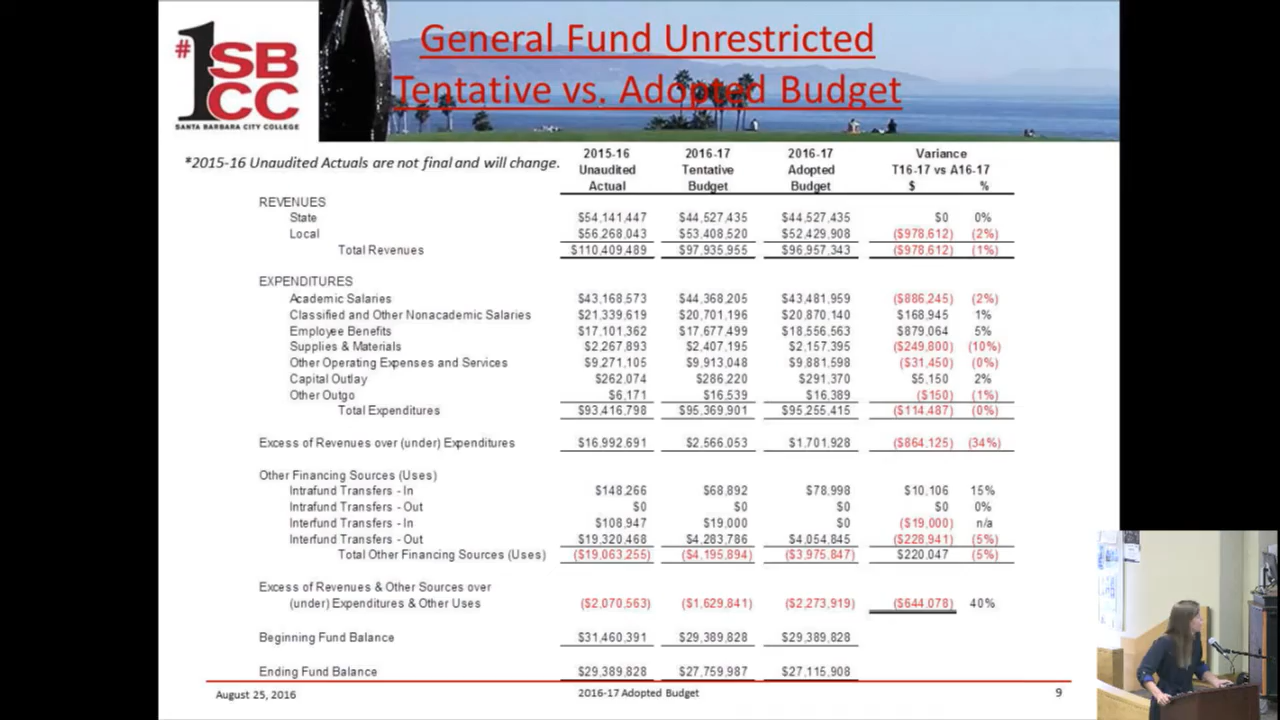 #1 SB
CC
SANTA BARBARA CITY COLLEGE
General Fund Unrestricted
Tentative vs. Adopted Budget
*2015-16 Unaudited Actuals are not final and will change.
2015-16 2016-17 2016-17 Variance
Unaudited Tentative Adopted T16-17 vs A16-17
Actual Budget Budget $ %
REVENUES
State $54,141,447 $44,527,435 $44,527,435 $0 0%
Local $56,268,043 $53,408,520 $52,429,908 ($978,612) (2%)
Total Revenues $110,409,489 $97,935,955 $96,957,343 ($978,612) (1%)
EXPENDITURES
Academic Salaries $43,168,573 $44,368,205 $43,481,959 ($886,245) (2%)
Classified and Other Nonacademic Salaries $21,339,619 $20,701,196 $20,870,140 $168,945 1%
Employee Benefits $17,101,362 $17,677,499 $18,556,563 $879,064 5%
Supplies & Materials $2,267,893 $2,407,195 $2,157,395 ($249,800) (10%)
Other Operating Expenses and Services $9,271,105 $9,913,048 $9,881,598 ($31,450) (0%)
Capital Outlay $262,074 $286,220 $291,370 $5,150 2%
Other Outgo $6,171 $16,539 $16,389 ($150) (1%)
Total Expenditures $93,416,798 $95,369,901 $95,255,415 ($114,487) (0%)
Excess of Revenues over (under) Expenditures $16,992,691 $2,566,053 $1,701,928 ($864,125) (34%)
Other Financing Sources (Uses)
Intrafund Transfers - In $148,266 $68,892 $78,998 $10,106 15%
Intrafund Transfers - Out $0 $0 $0 $0 0%
Interfund Transfers - In $108,947 $19,000 $0 ($19,000) n/a
Interfund Transfers - Out $19,320,468 $4,283,786 $4,054,845 ($228,941) (5%)
Total Other Financing Sources (Uses) ($19,063,255) ($4,195,894) ($3,975,847) $220,047 (5%)
Excess of Revenues & Other Sources over
(under) Expenditures & Other Uses ($2,070,563) ($1,629,841) ($2,273,919) ($644,078) 40%
Beginning Fund Balance $31,460,391 $29,389,828 $29,389,828
Ending Fund Balance $29,389,828 $27,759,987 $27,115,908
August 25, 2016 2016-17 Adopted Budget 9